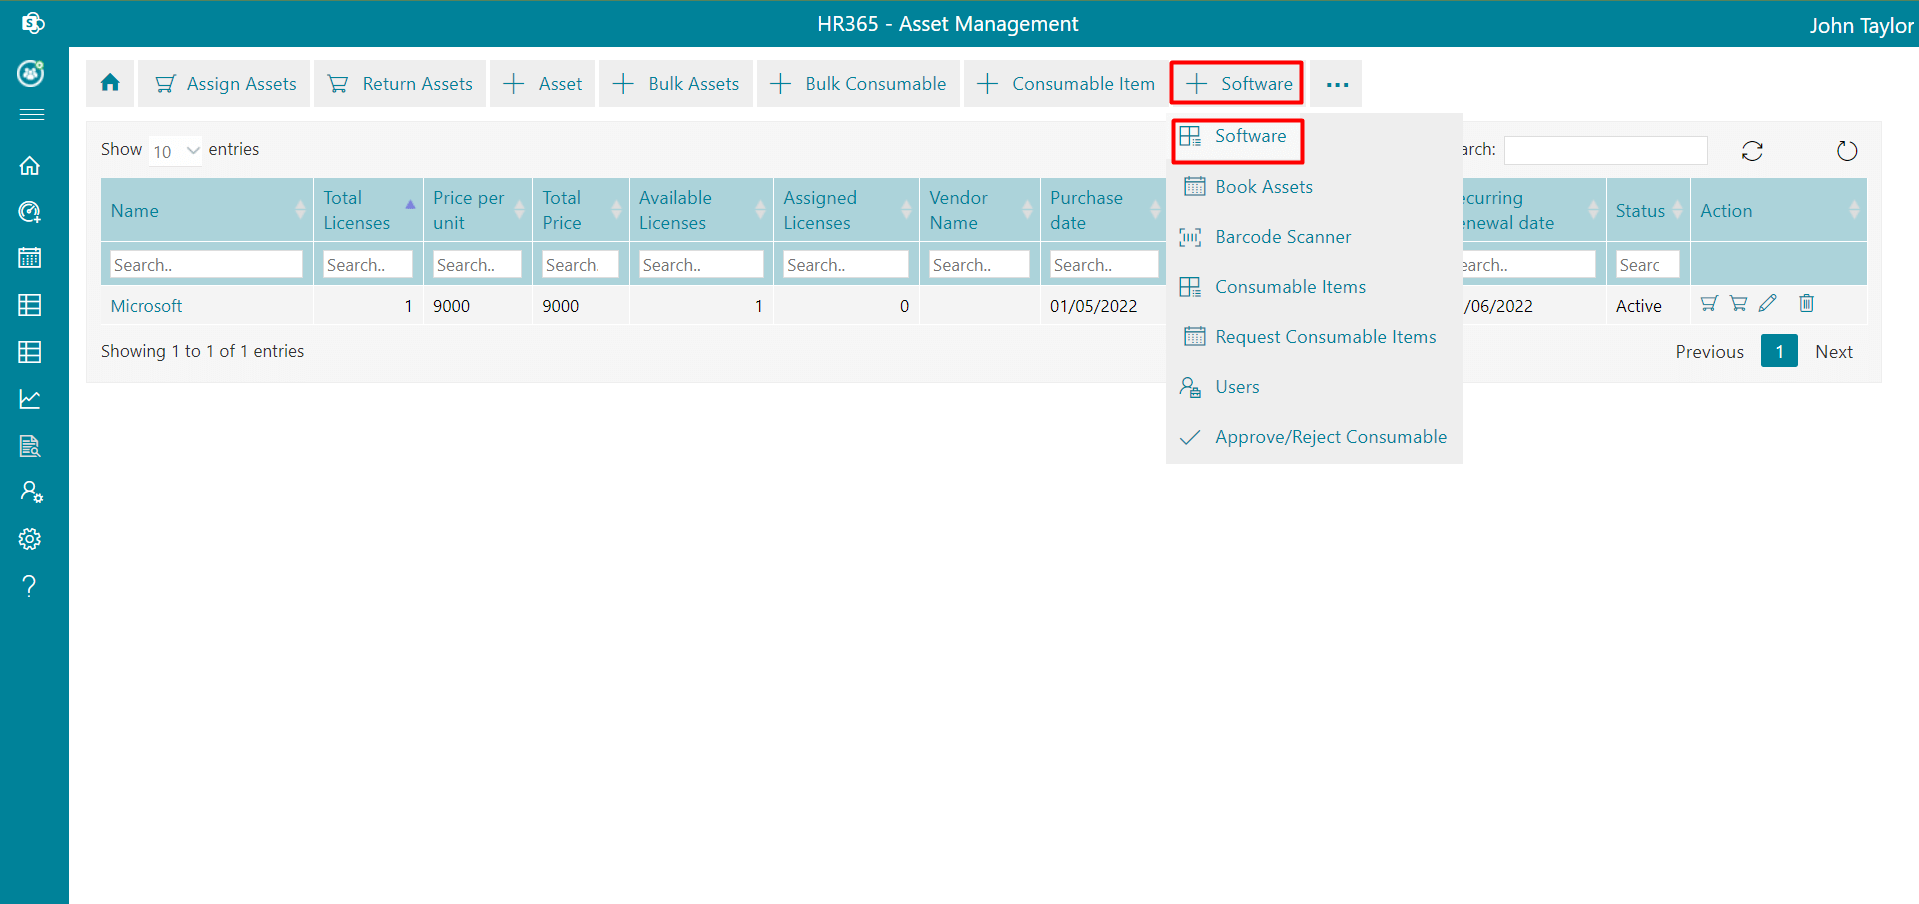 HR365 - Asset Management
John Taylor
Assign Assets
Return Assets
Asset
Bulk Assets
Bulk Consumable
Consumable Item
Software
...
Software
Book Assets
Barcode Scanner
Consumable Items
Request Consumable Items
Users
Approve/Reject Consumable
Show 10 entries
arch:
Name
Total Licenses
Price per unit
Total Price
Available Licenses
Assigned Licenses
Vendor Name
Purchase date
ecurring
enewal date
Status
Action
Search..
Search..
Search..
Search
Search..
Search..
Search..
Search..
earch..
Searc
Microsoft 1 9000 9000 1 0 01/05/2022 /06/2022 Active
Showing 1 to 1 of 1 entries
Previous 1 Next